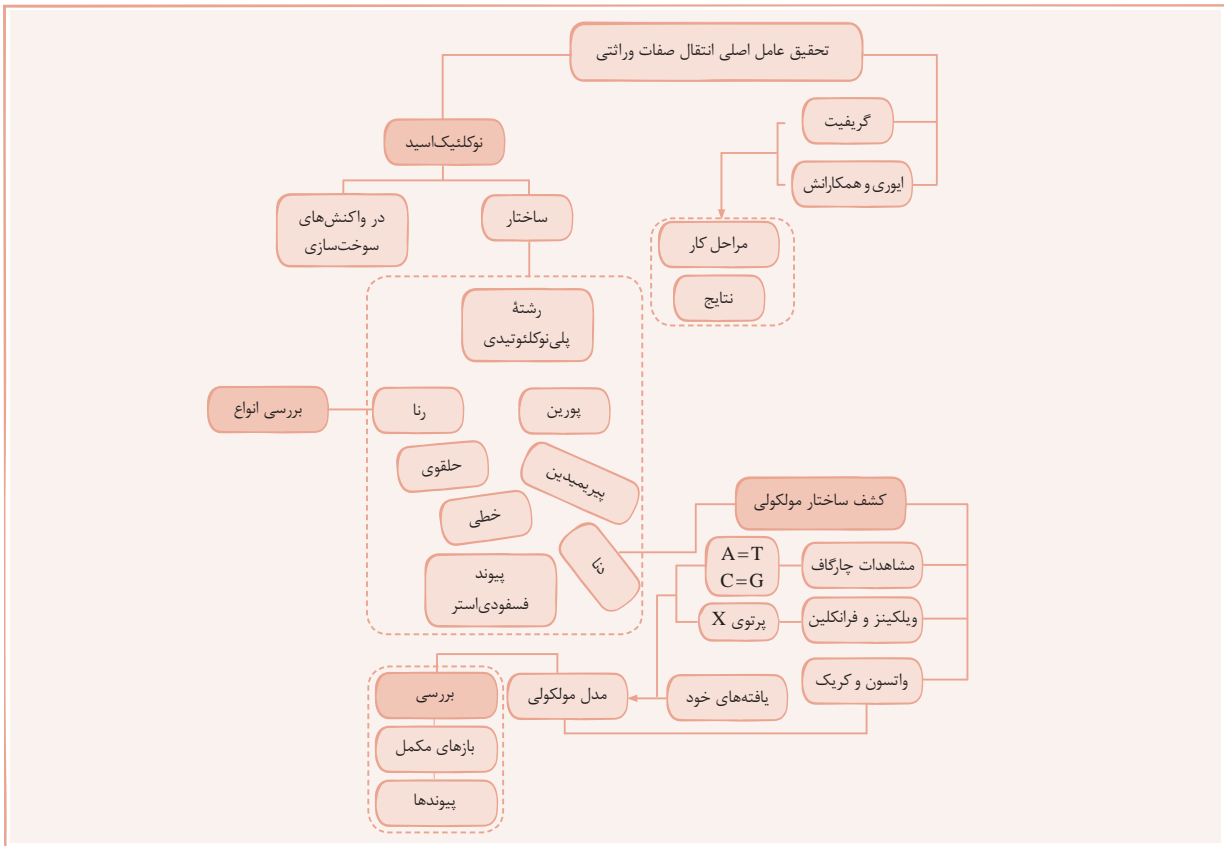 تحقیق عامل اصلی انتقال صفات وراثتی
گریفیت
ایوری و همکارانش
مراحل کار
نتایج
نوکلئیک‌اسید
ساختار
در واکنش‌های
سوخت‌سازی
رشتهٔ
پلی‌نوکلئوتیدی
پورین
رنا
بررسی انواع
پیریمیدین
حلقوی
خطی
دنا
پیوند
فسفودی‌استر
کشف ساختار مولکولی
مشاهدات چارگاف
A=T
C=G
ویلکینز و فرانکلین
پرتوی X
واتسون و کریک
یافته‌های خود
مدل مولکولی
بررسی
بازهای مکمل
پیوندها